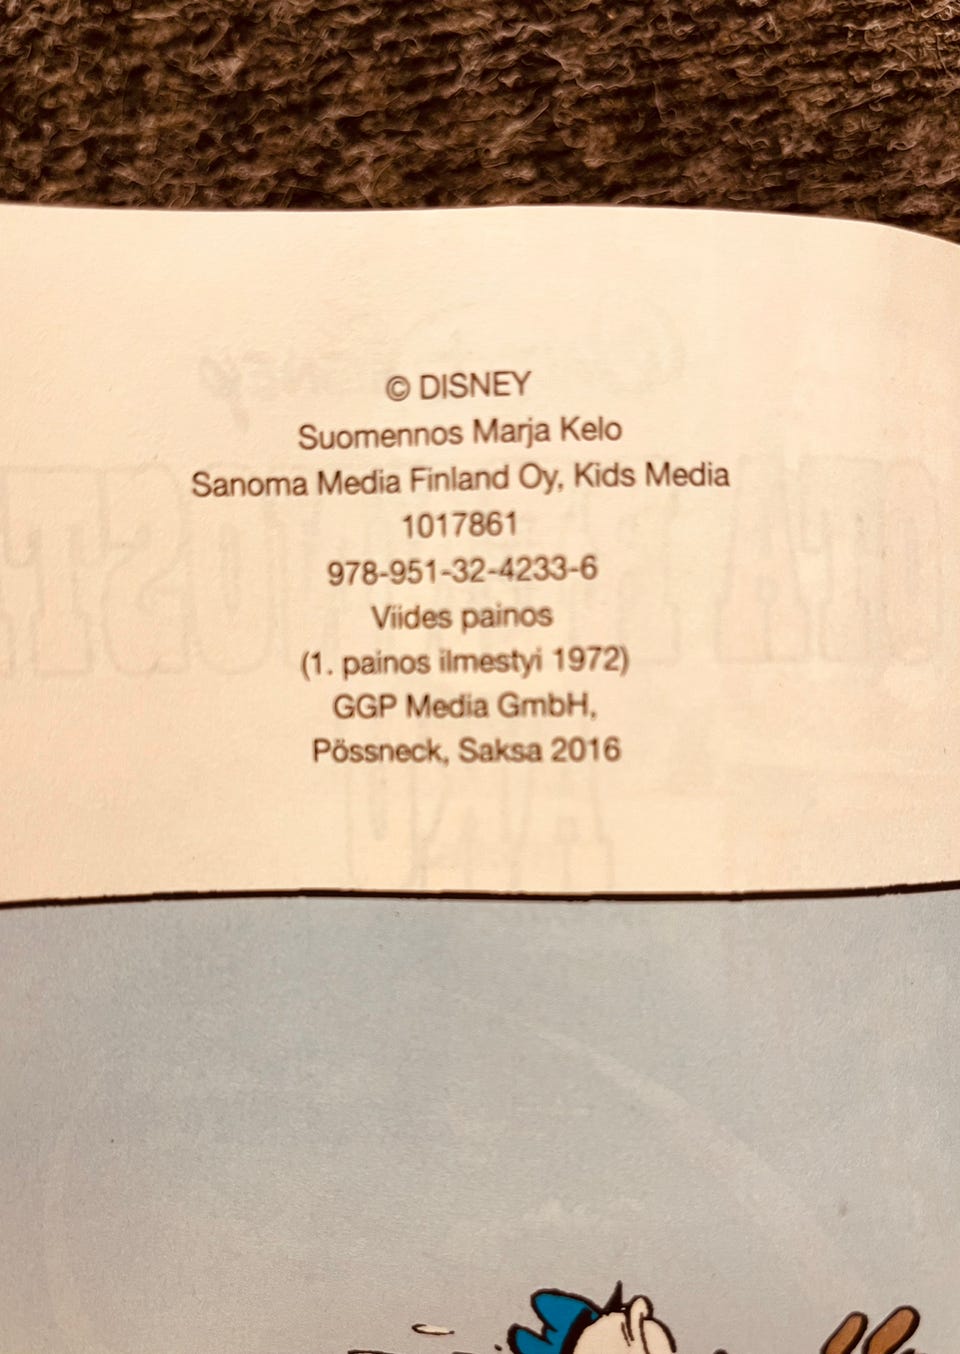 © DISNEY
Suomennos Marja Kelo
Sanoma Media Finland Oy, Kids Media
1017861
978-951-32-4233-6
Viides painos
(1. painos ilmestyi 1972)
GGP Media GmbH,
Pössneck, Saksa 2016